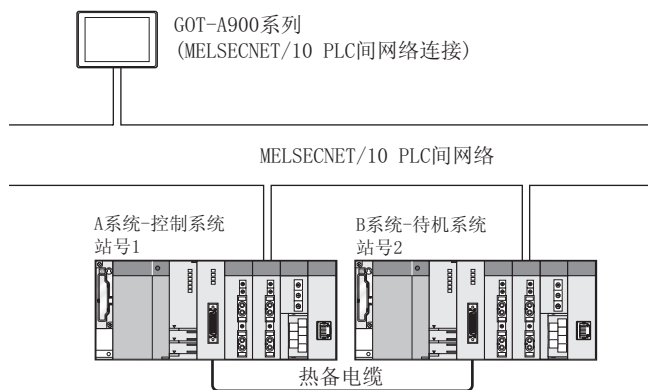 GOT-A900系列
(MELSECNET/10 PLC间网络连接)
MELSECNET/10 PLC间网络
A系统-控制系统
站号1
B系统-待机系统
站号2
热备电缆